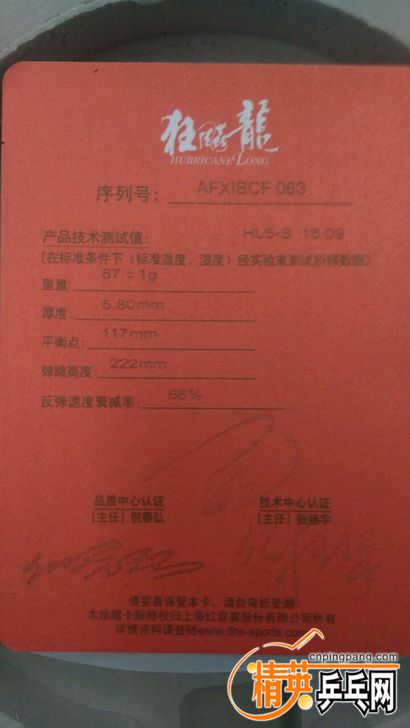 狂飚龍
HURRICANE LONG
序列号： AFXIBCF 063
产品技术测试值： HL5-S 16 09
[在标准条件下（标准温度、湿度）经实验室测试所得数据]
重量： 87±1g
厚度： 5.80mm
平衡点： 117mm
弹跳高度： 222mm
反弹速度衰减率： 68%
品质中心认证 技术中心认证
[主任] 倪春弘 [主任] 张扬宇
请妥善保管本卡，请勿弯折受潮
本珍藏卡解释权归上海红双喜股份有限公司所有
详情资料请登陆www.dhs-sports.com
cnpingpang.com
精英乒乓网